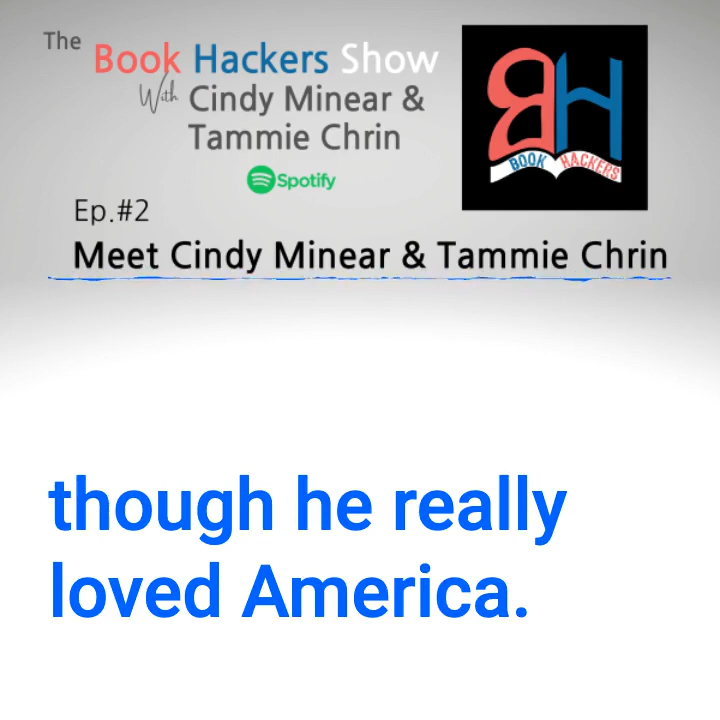 The
Book Hackers Show
With Cindy Minear &
Tammie Chrin
Spotify
BH
BOOK HACKERS
Ep.#2
Meet Cindy Minear & Tammie Chrin
though he really
loved America.